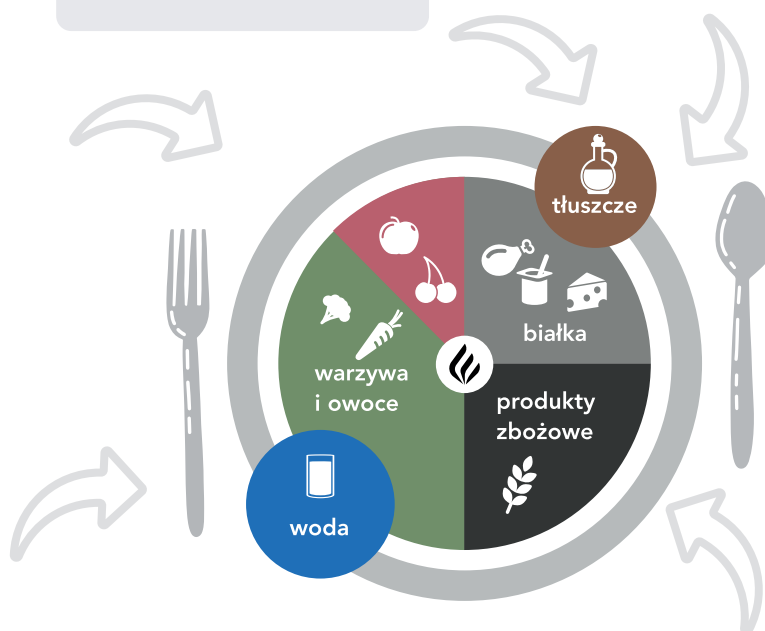 tłuszcze
białka
warzywa
i owoce
produkty
zbożowe
woda